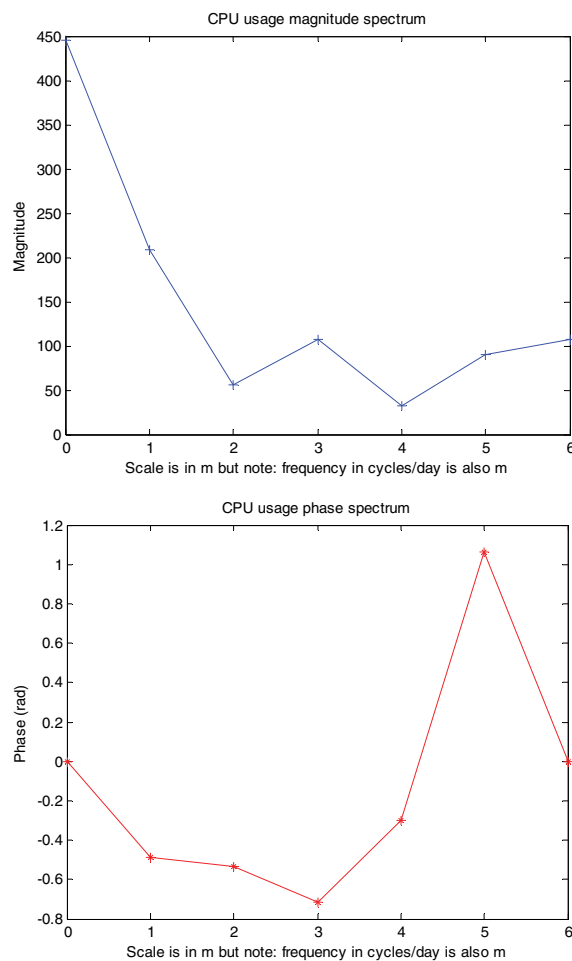 CPU usage magnitude spectrum
450
400
350
300
250
200
150
100
50
0
Magnitude
0 1 2 3 4 5 6
Scale is in m but note: frequency in cycles/day is also m
CPU usage phase spectrum
1.2
1
0.8
0.6
0.4
0.2
0
-0.2
-0.4
-0.6
-0.8
Phase (rad)
0 1 2 3 4 5 6
Scale is in m but note: frequency in cycles/day is also m